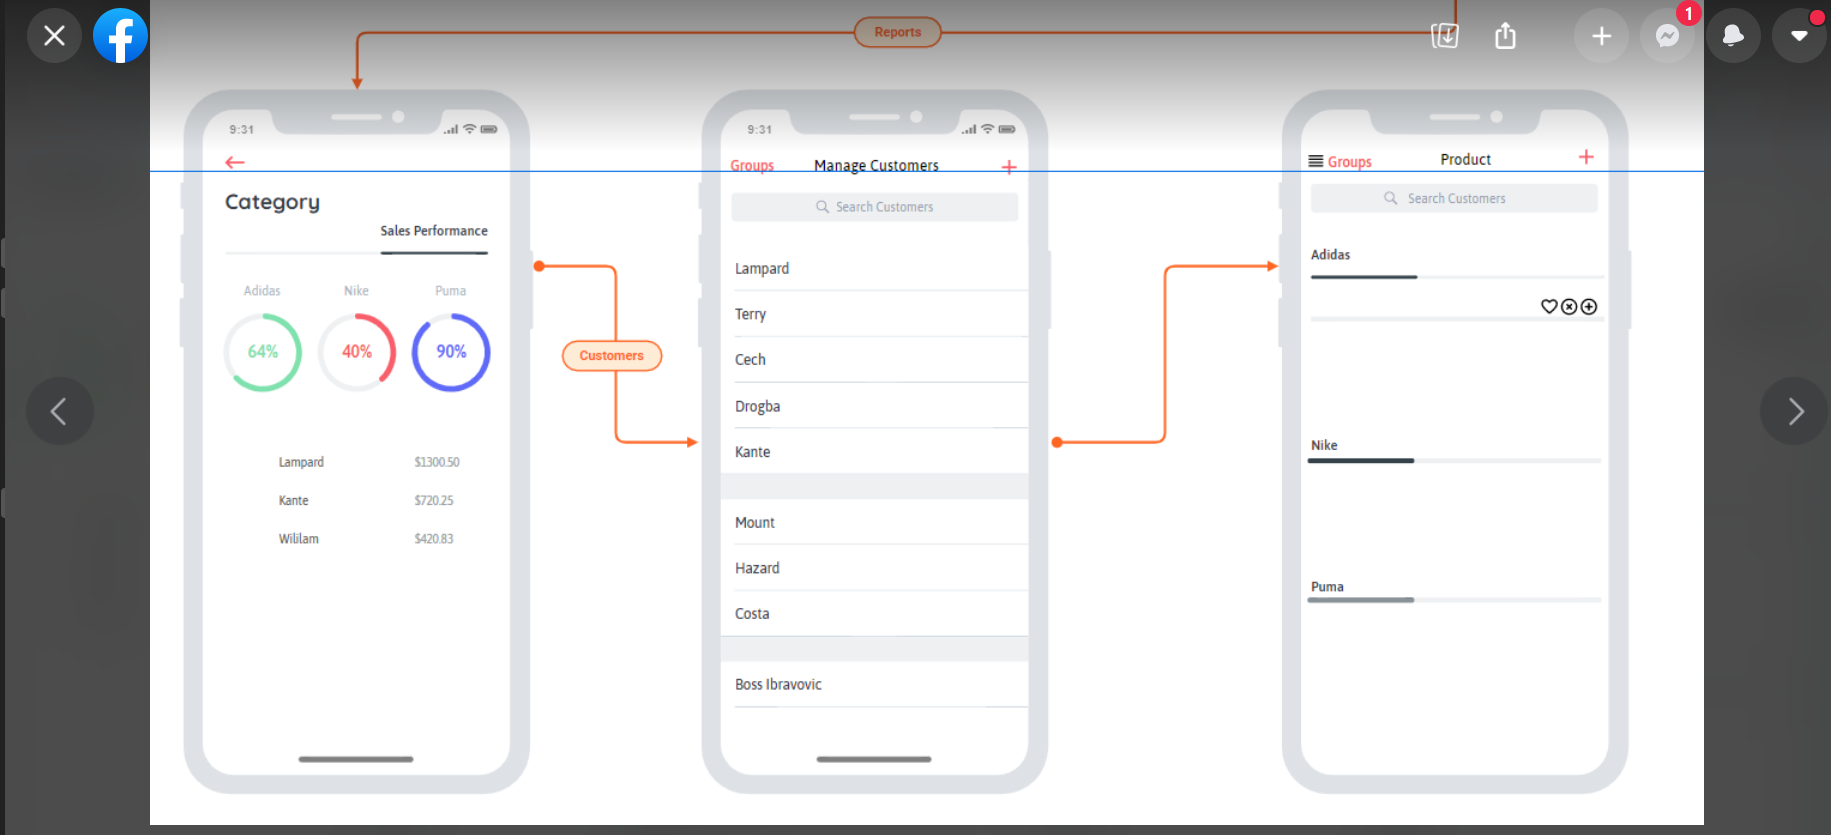 Reports
1
9:31
Category
Sales Performance
Adidas Nike Puma
64% 40% 90%
Lampard $1300.50
Kante $720.25
Wililam $420.83
Customers
9:31
Groups Manage Customers +
Search Customers
Lampard
Terry
Cech
Drogba
Kante
Mount
Hazard
Costa
Boss Ibravovic
Groups Product +
Search Customers
Adidas
Nike
Puma